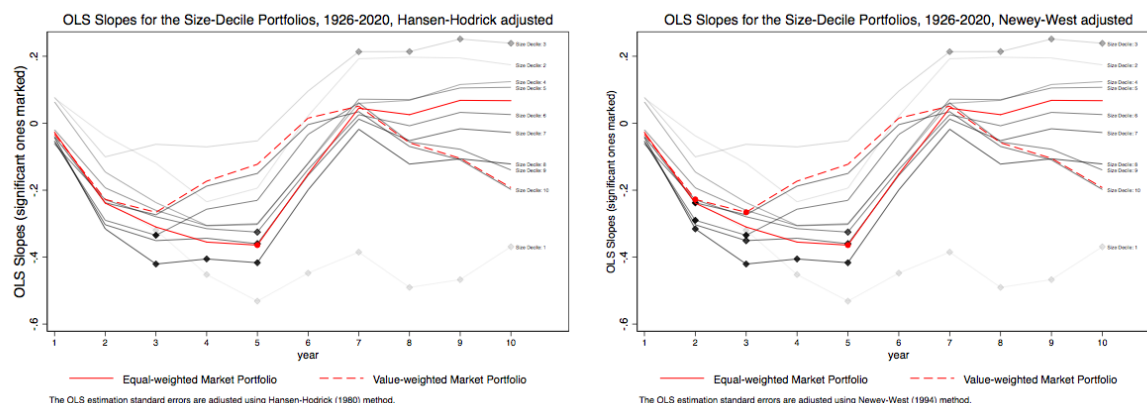 OLS Slopes for the Size-Decile Portfolios, 1926-2020, Hansen-Hodrick adjusted
OLS Slopes (significant ones marked)
.2
0
-.2
-.4
-.6
Size Decile: 3
Size Decile: 2
Size Decile: 4
Size Decile: 5
Size Decile: 6
Size Decile: 7
Size Decile: 8
Size Decile: 9
Size Decile: 10
Size Decile: 1
1 2 3 4 5 6 7 8 9 10
year
Equal-weighted Market Portfolio Value-weighted Market Portfolio
The OLS estimation standard errors are adjusted using Hansen-Hodrick (1980) method.
OLS Slopes for the Size-Decile Portfolios, 1926-2020, Newey-West adjusted
OLS Slopes (significant ones marked)
.2
0
-.2
-.4
-.6
Size Decile: 3
Size Decile: 2
Size Decile: 4
Size Decile: 5
Size Decile: 6
Size Decile: 7
Size Decile: 8
Size Decile: 9
Size Decile: 10
Size Decile: 1
1 2 3 4 5 6 7 8 9 10
year
Equal-weighted Market Portfolio Value-weighted Market Portfolio
The OLS estimation standard errors are adjusted using Newey-West (1994) method.